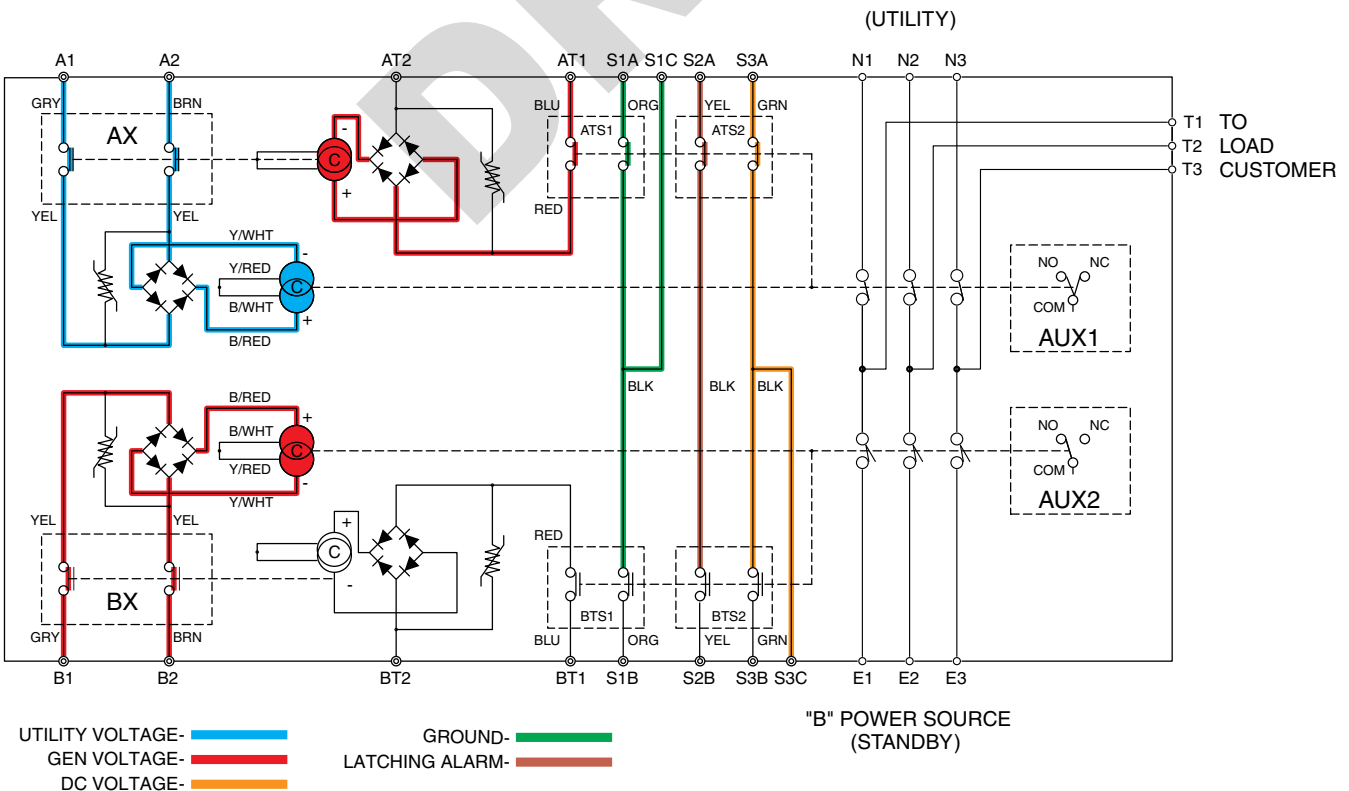 DR
(UTILITY)
A1 A2 AT2 AT1 S1A S1C S2A S3A N1 N2 N3
GRY BRN BLU ORG YEL GRN
T1 TO
T2 LOAD
T3 CUSTOMER
AX - C + ATS1 ATS2
YEL YEL RED
Y/WHT
-
Y/RED
C
B/WHT
+
B/RED
NO NC
COM
AUX1
BLK BLK BLK
B/RED
+
B/WHT
C
Y/RED
-
Y/WHT
NO NC
COM
AUX2
YEL YEL + C - RED
BX BTS1 BTS2
GRY BRN BLU ORG YEL GRN
B1 B2 BT2 BT1 S1B S2B S3B S3C E1 E2 E3
"B" POWER SOURCE
(STANDBY)
UTILITY VOLTAGE-
GEN VOLTAGE-
DC VOLTAGE-
GROUND-
LATCHING ALARM-